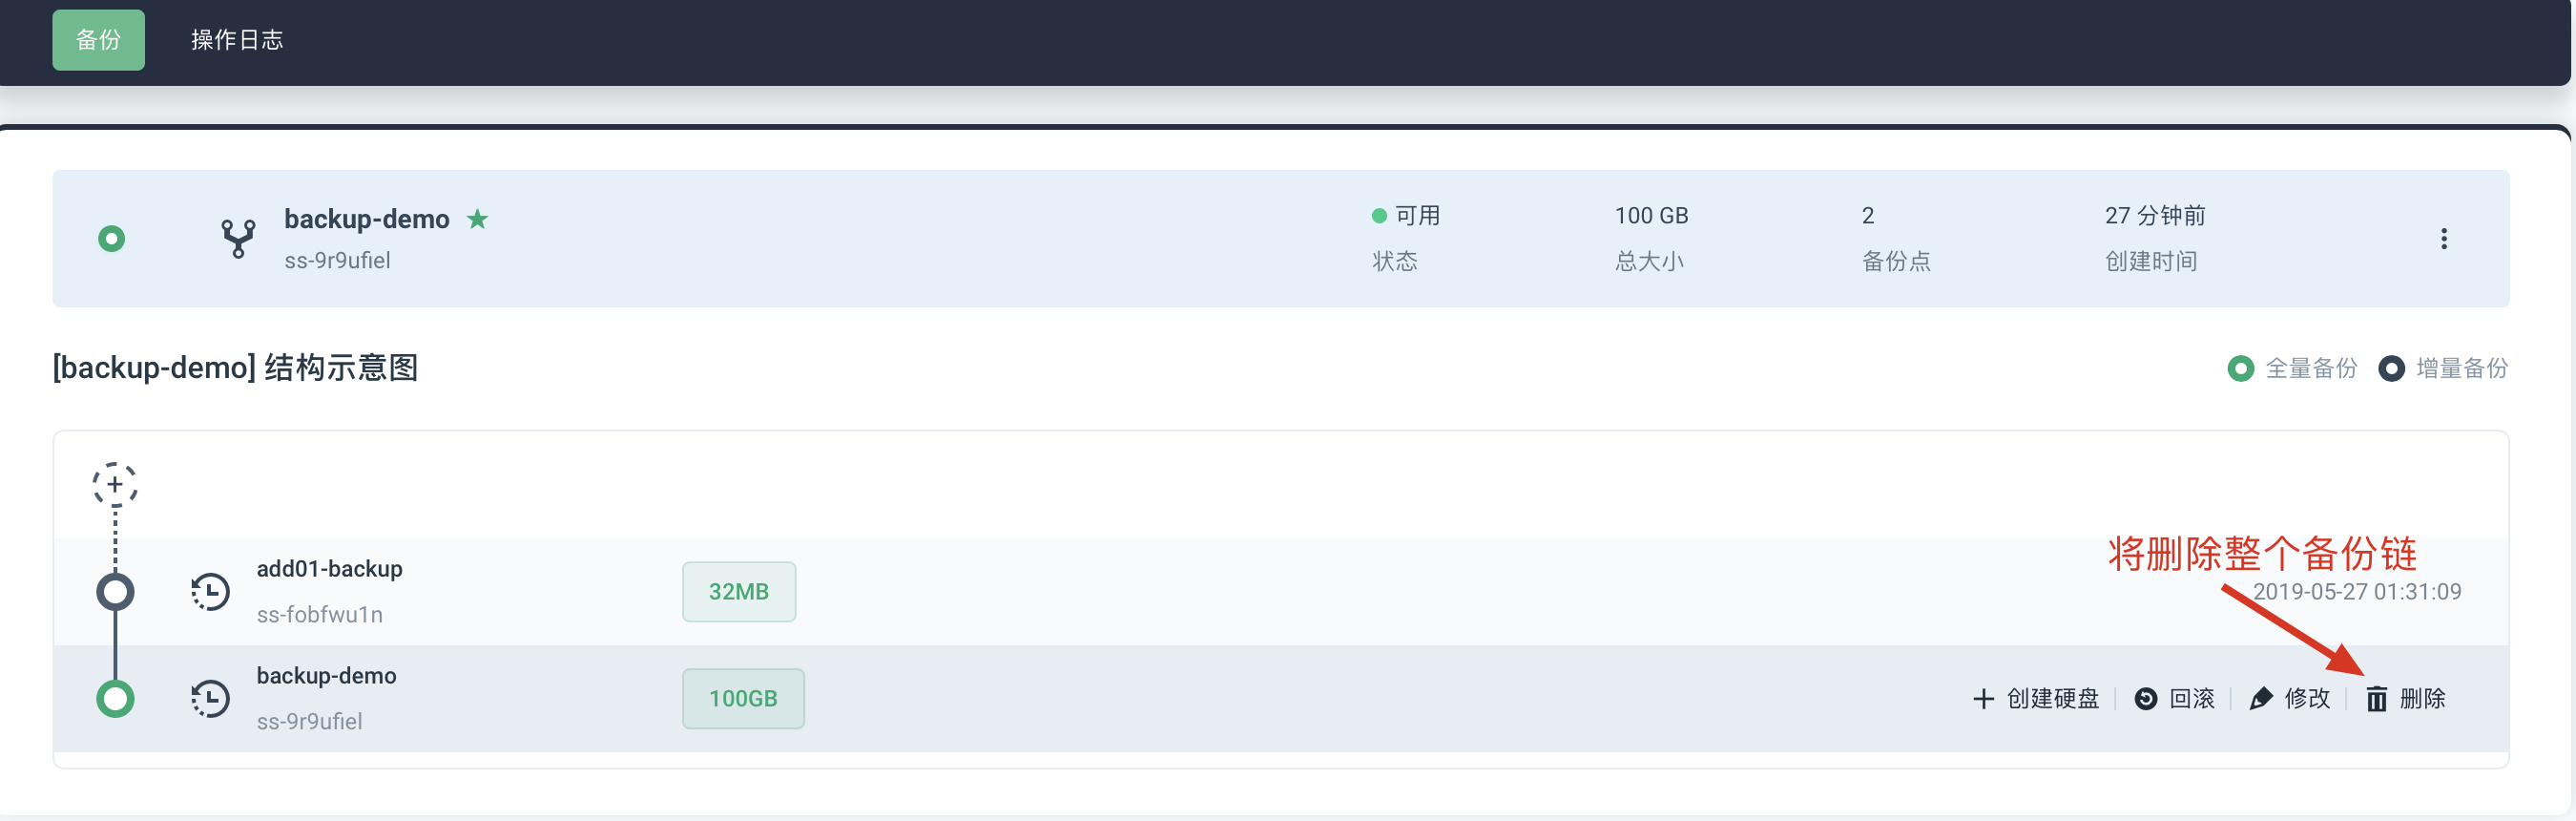 备份 操作日志
backup-demo
ss-9r9ufiel
可用 100 GB 2 27 分钟前
状态 总大小 备份点 创建时间
[backup-demo] 结构示意图
全量备份 增量备份
将删除整个备份链
add01-backup
ss-fobfwu1n
32MB
2019-05-27 01:31:09
backup-demo
ss-9r9ufiel
100GB
创建硬盘 回滚 修改 删除